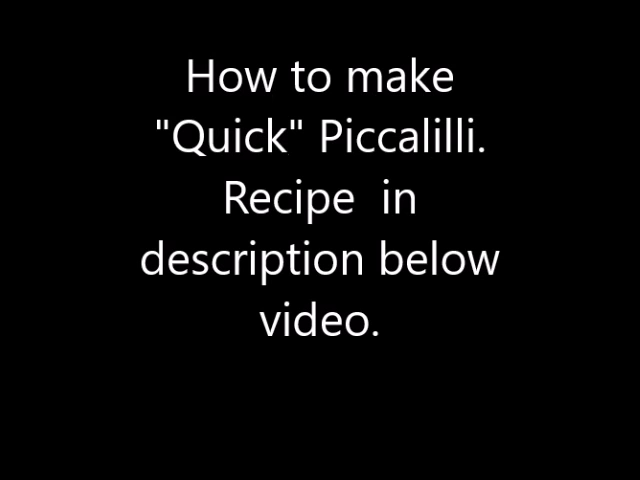 How to make
"Quick" Piccalilli.
Recipe  in
description below
video.